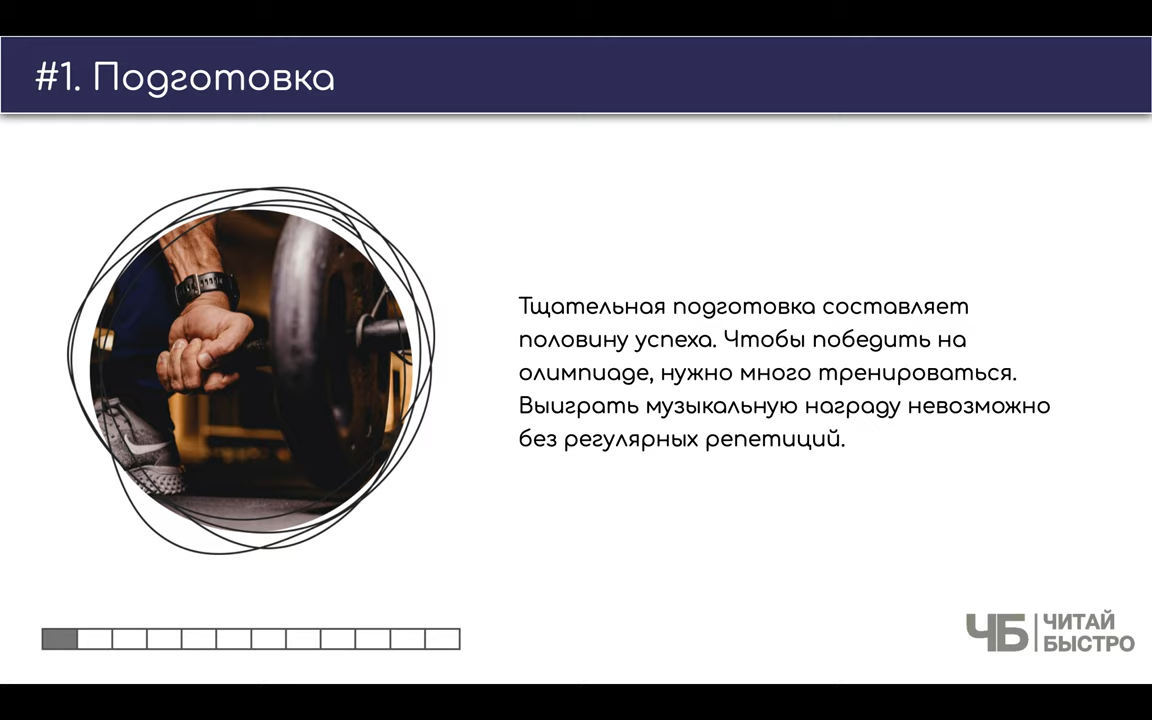 #1. Подготовка
Тщательная подготовка составляет
половину успеха. Чтобы победить на
олимпиаде, нужно много тренироваться.
Выиграть музыкальную награду невозможно
без регулярных репетиций.
ЧБ
ЧИТАЙ
БЫСТРО